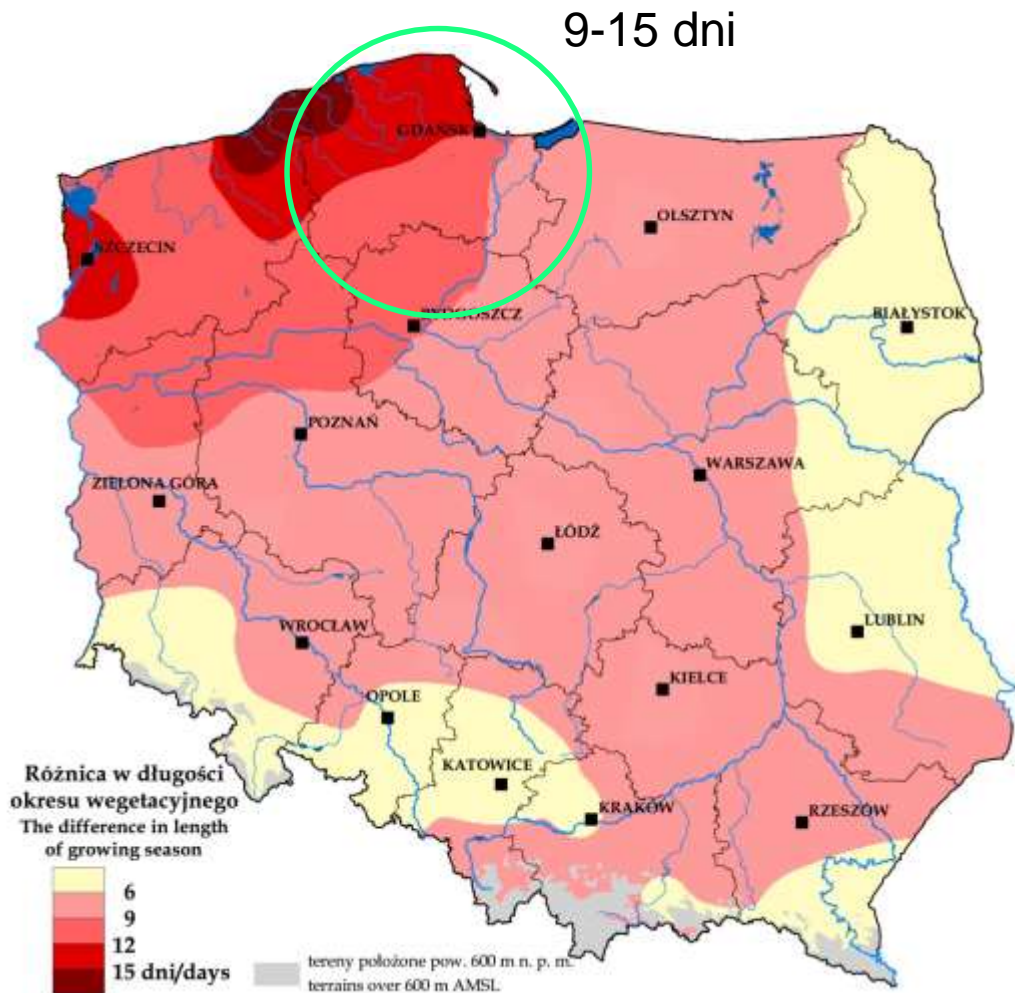 9-15 dni
GDAŃSK
OLSZTYN
SZCZECIN
BYDGOSZCZ
BIAŁYSTOK
POZNAŃ
WARSZAWA
ZIELONA GÓRA
ŁÓDŹ
WROCŁAW
LUBLIN
KIELCE
OPOLE
KATOWICE
KRAKÓW
RZESZÓW
Różnica w długości
okresu wegetacyjnego
The difference in length
of growing season
6
9
12
15 dni/days
tereny położone pow. 600 m n. p. m.
terrains over 600 m AMSL